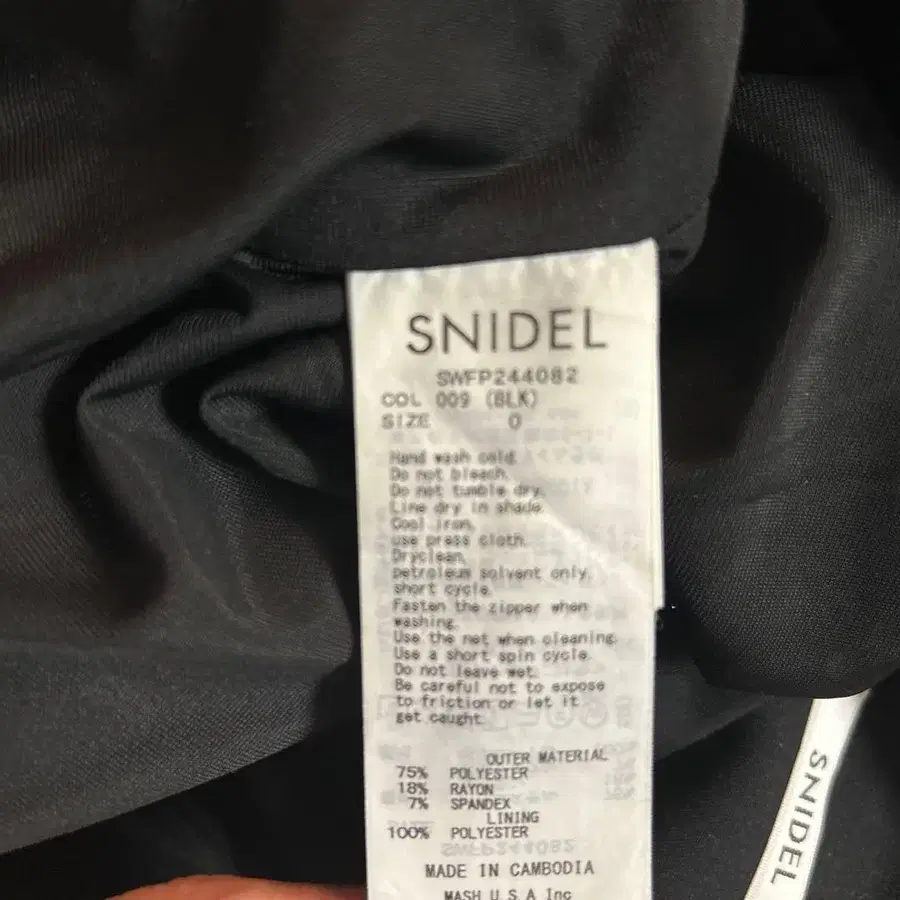 SNIDEL
SWFP244082
COL 009 (BLK)
SIZE 0
Hand wash cold.
Do not bleach.
Do not tumble dry.
Line dry in shade.
Cool iron,
use press cloth.
Dryclean,
petroleum solvent only,
short cycle.
Fasten the zipper when
washing.
Use the net when cleaning.
Use a short spin cycle.
Do not leave wet.
Be careful not to expose
to friction or let it
get caught.
OUTER MATERIAL
75% POLYESTER
18% RAYON
7% SPANDEX
LINING
100% POLYESTER
MADE IN CAMBODIA
MASH U.S.A Inc
SNIDEL